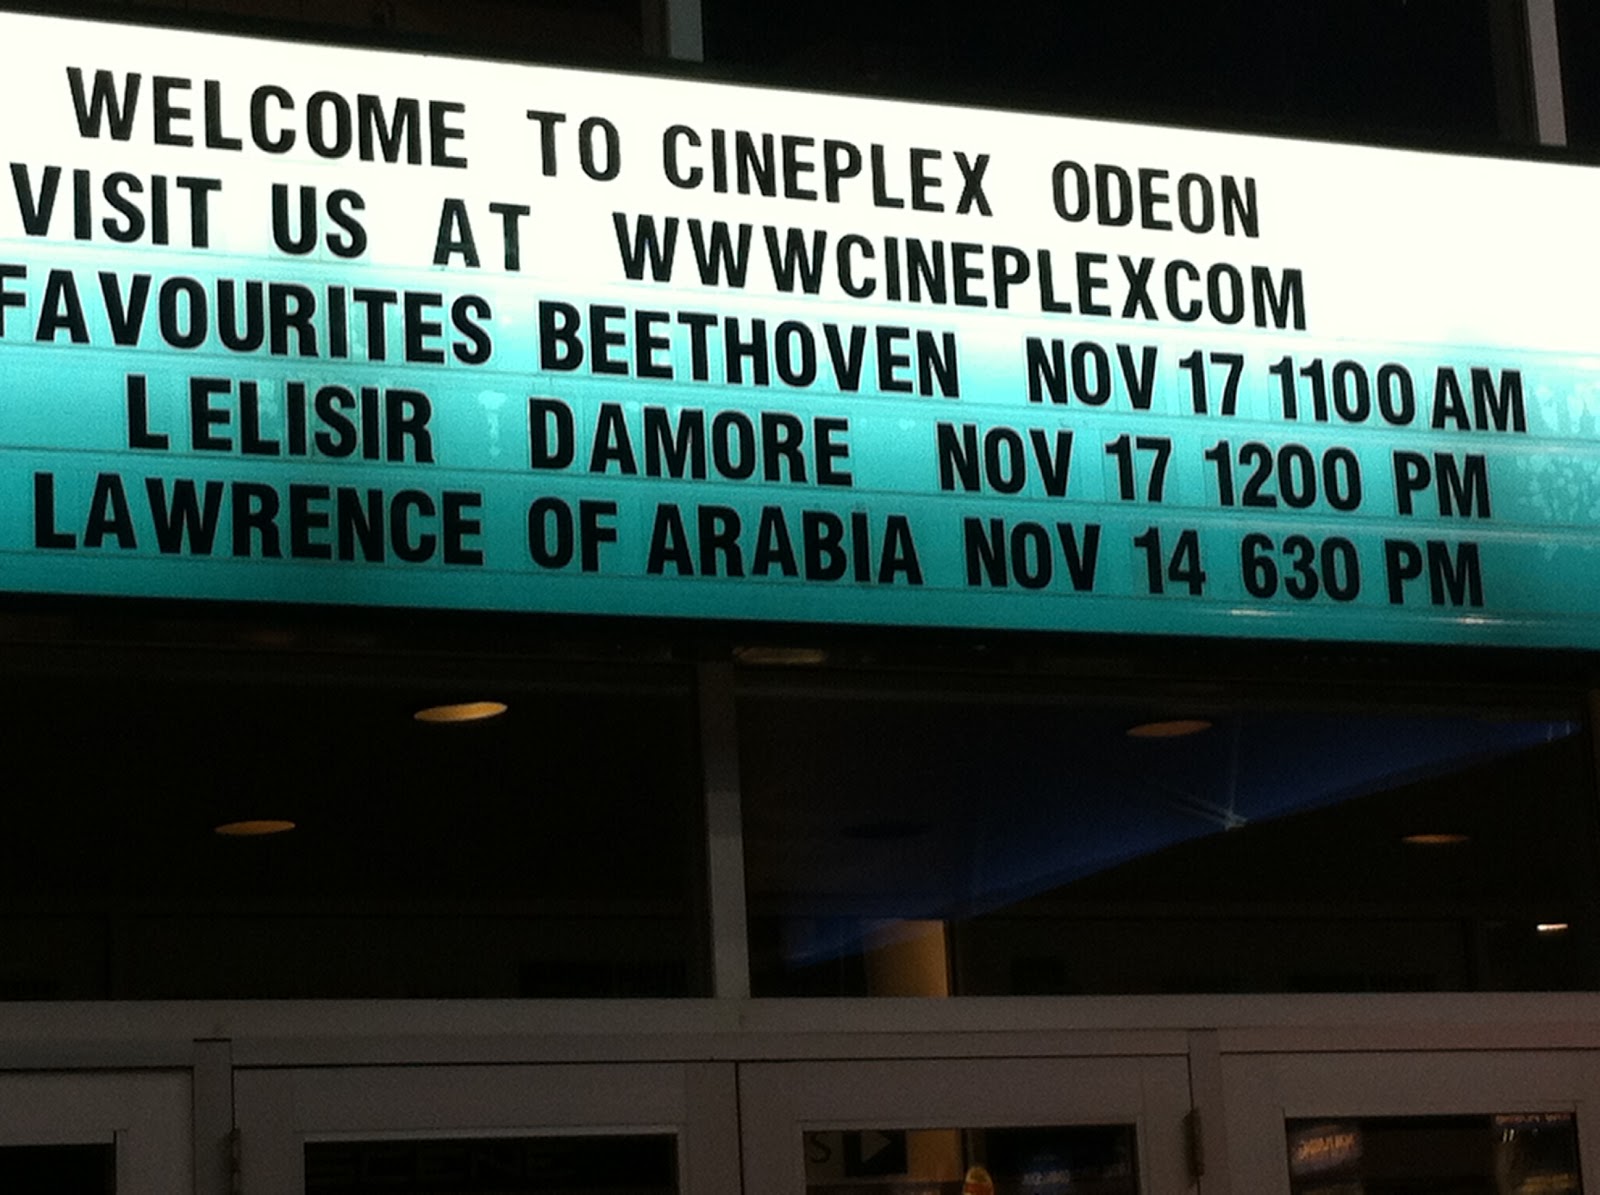 WELCOME TO CINEPLEX ODEON
VISIT US AT WWWCINEPLEXCOM
FAVOURITES BEETHOVEN NOV 17 1100 AM
LELISIR DAMORE NOV 17 1200 PM
LAWRENCE OF ARABIA NOV 14 630 PM